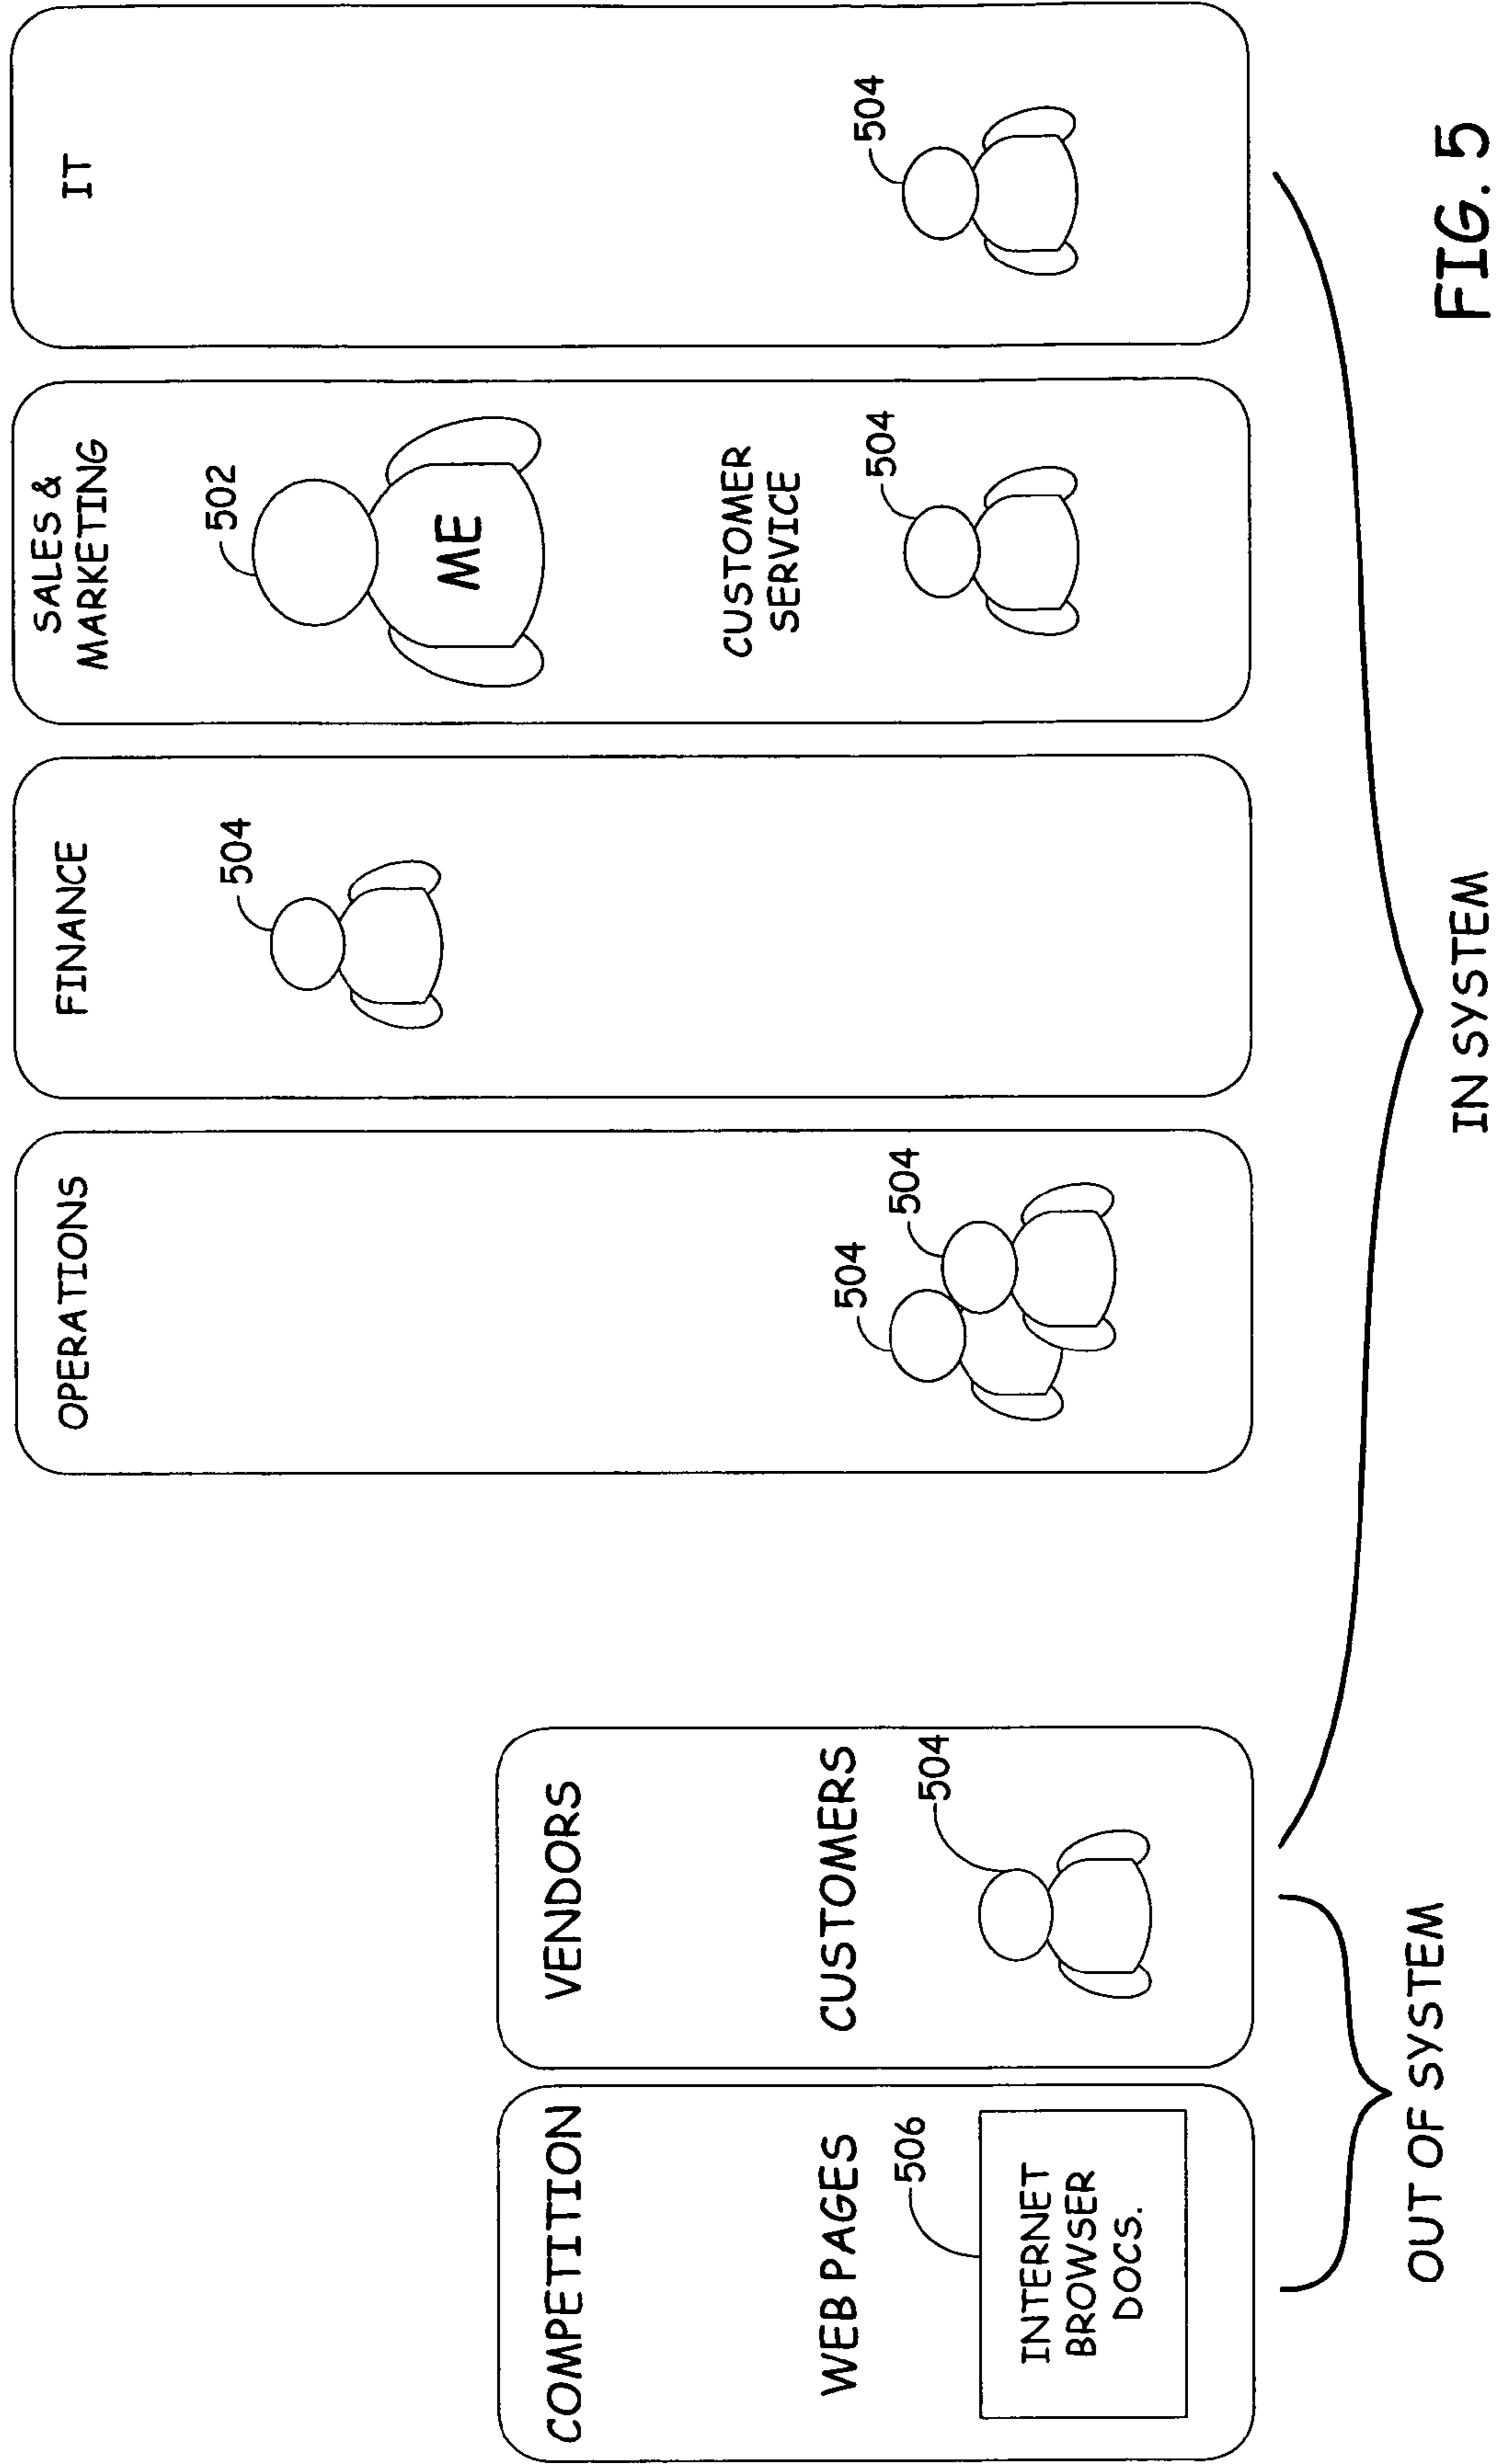 COMPETITION
WEB PAGES
506
INTERNET
BROWSER
DOCS.
VENDORS
CUSTOMERS
504
OPERATIONS
504
504
FINANCE
504
SALES &
MARKETING
502
ME
CUSTOMER
SERVICE
504
IT
504
OUT OF SYSTEM
IN SYSTEM
FIG. 5